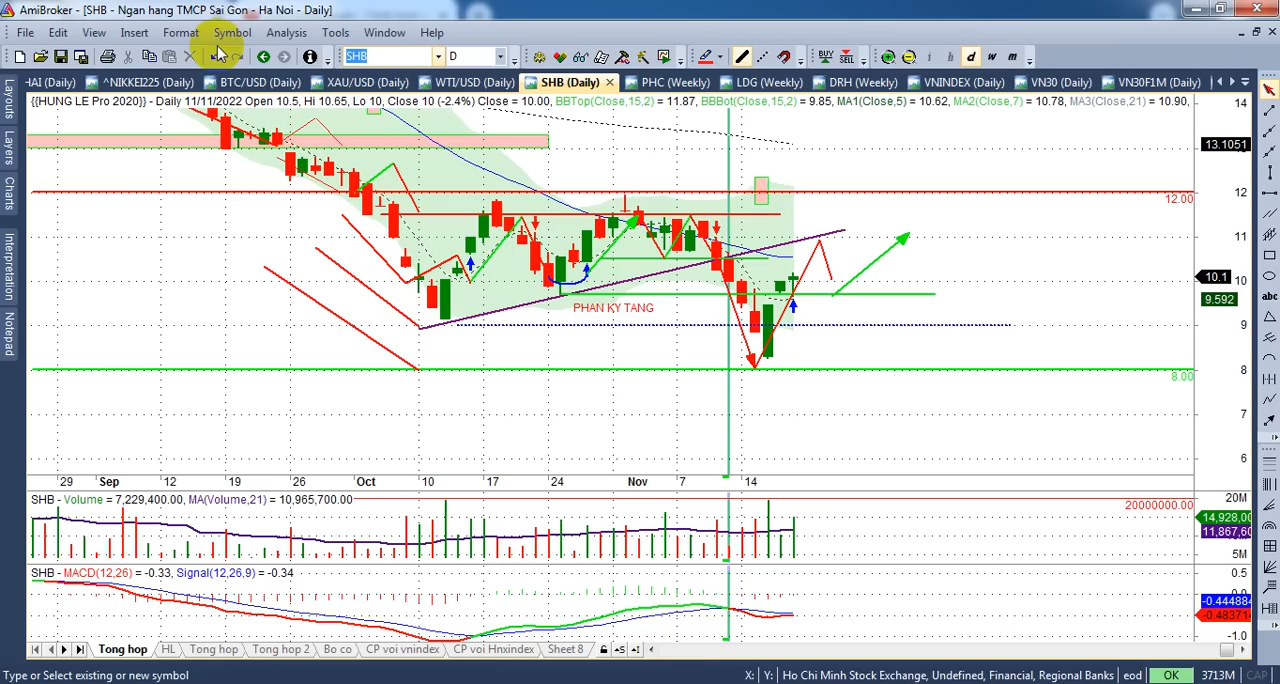 AmiBroker - [SHB - Ngan hang TMCP Sai Gon - Ha Noi - Daily]
File Edit View Insert Format Symbol Analysis Tools Window Help
SHB D BUY SELL i h d w m
HAI (Daily) ^NIKKEI225 (Daily) BTC/USD (Daily) XAU/USD (Daily) WTI/USD (Daily) SHB (Daily) PHC (Weekly) LDG (Weekly) DRH (Weekly) VNINDEX (Daily) VN30 (Daily) VN30F1M (Daily)
{{HUNG LE Pro 2020}} - Daily 11/11/2022 Open 10.5, Hi 10.65, Lo 10, Close 10 (-2.4%) Close = 10.00, BBTop(Close,15,2) = 11.87, BBBot(Close,15,2) = 9.85, MA1(Close,5) = 10.62, MA2(Close,7) = 10.78, MA3(Close,21) = 10.90,
Layouts
Layers
Charts
Interpretation
Notepad
14
13.1051
12
12.00
11
10.1
10
9.592
PHAN KY TANG
9
8
8.00
7
6
29 Sep 12 19 26 Oct 10 17 24 Nov 7 14
SHB - Volume = 7,229,400.00, MA(Volume,21) = 10,965,700.00
20M
20000000.00
14,928,00
11,867,60
5M
SHB - MACD(12,26) = -0.33, Signal(12,26,9) = -0.34
0.5
0.0
-0.444884
-0.48371
-1.0
abc
Tong hop HL Tong hop Tong hop 2 Bo co CP voi vnindex CP voi Hnxindex Sheet 8
Type or Select existing or new symbol X: Y: Ho Chi Minh Stock Exchange, Undefined, Financial, Regional Banks eod OK 3713M CAP